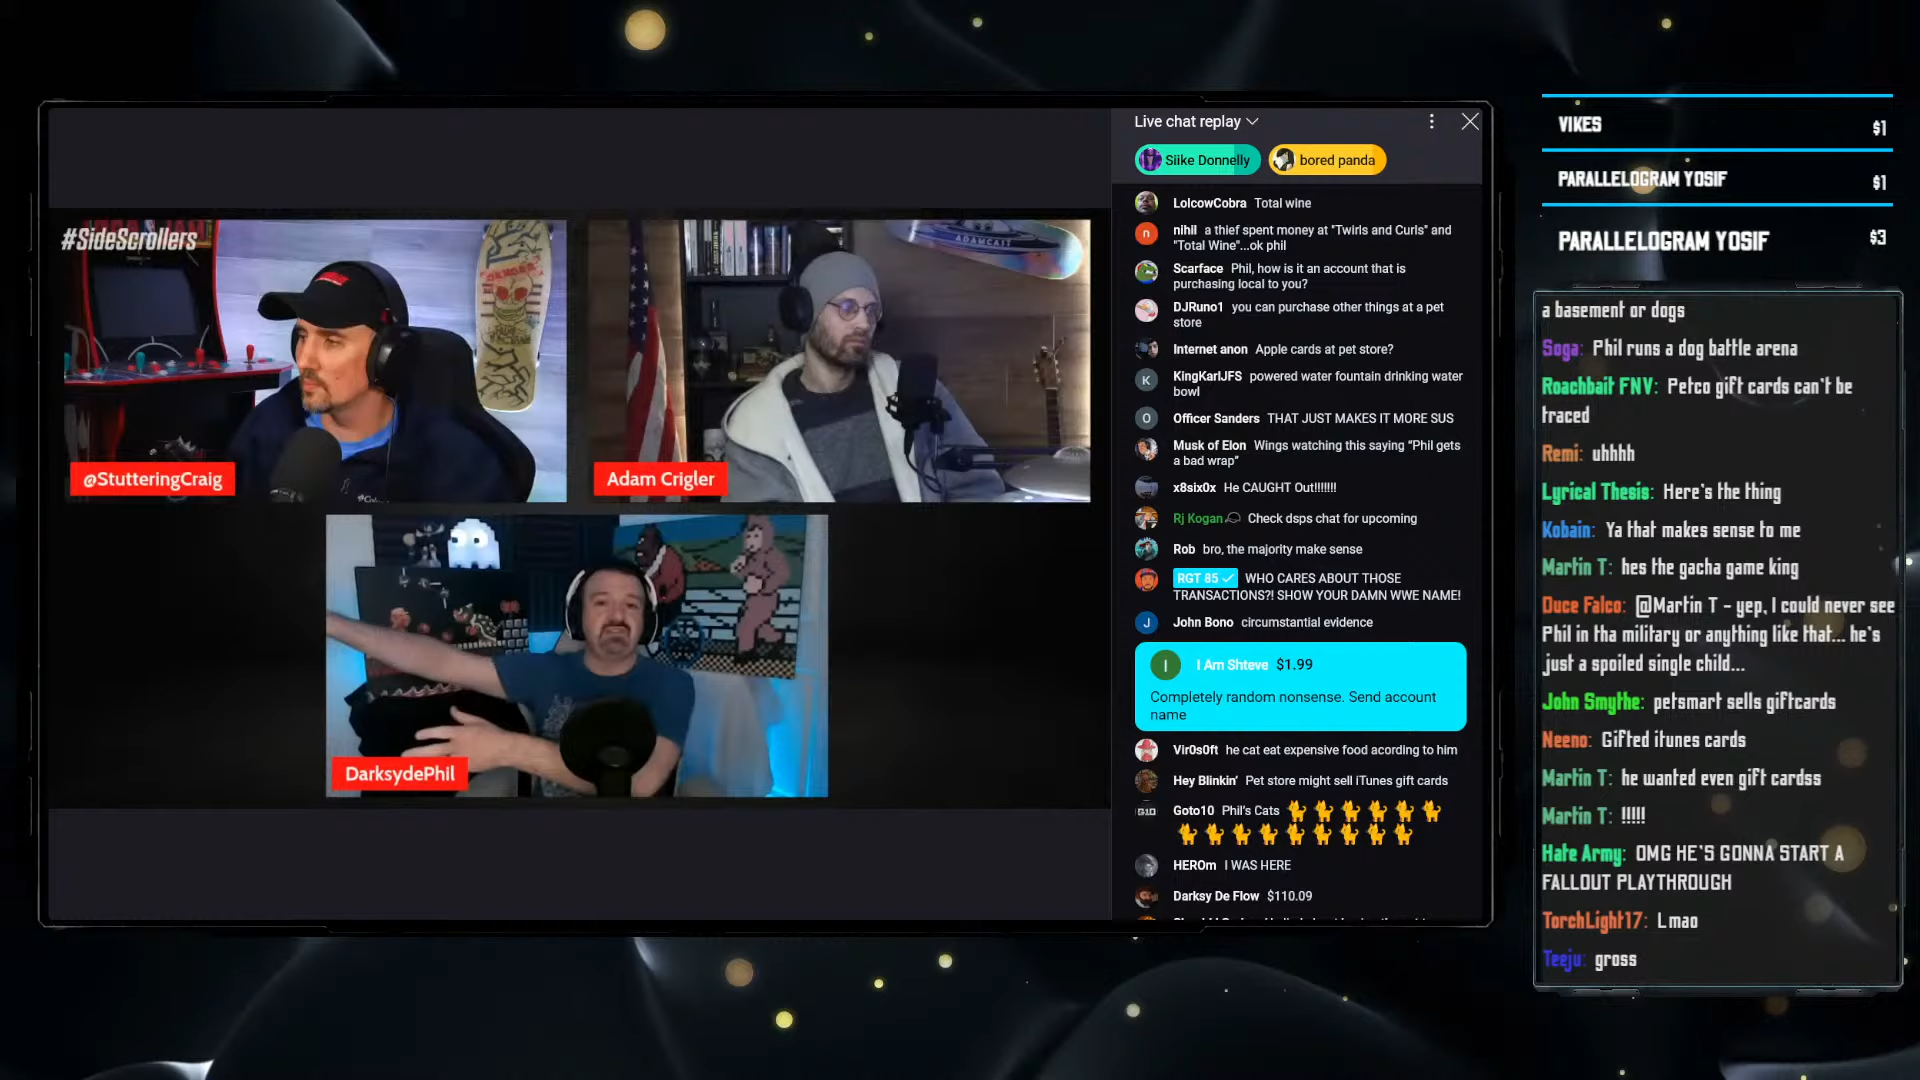 #SideScrollers
@StutteringCraig
ADAMCAST
Adam Crigler
DarksydePhil
Live chat replay
Siike Donnelly
bored panda
LolcowCobra Total wine
nihil a thief spent money at "Twirls and Curls" and
"Total Wine"...ok phil
Scarface Phil, how is it an account that is
purchasing local to you?
DJRuno1 you can purchase other things at a pet
store
Internet anon Apple cards at pet store?
K
KingKarlJFS powered water fountain drinking water
bowl
O
Officer Sanders THAT JUST MAKES IT MORE SUS
Musk of Elon Wings watching this saying “Phil gets
a bad wrap”
x8six0x He CAUGHT Out!!!!!!!
Rj Kogan Check dsps chat for upcoming
Rob bro, the majority make sense
RGT 85 WHO CARES ABOUT THOSE
TRANSACTIONS?! SHOW YOUR DAMN WWE NAME!
J
John Bono circumstantial evidence
I
I Am Shteve $1.99
Completely random nonsense. Send account
name
Vir0s0ft he cat eat expensive food acording to him
Hey Blinkin' Pet store might sell iTunes gift cards
Goto10 Phil's Cats
HEROm I WAS HERE
Darksy De Flow $110.09
VIKES $1
PARALLELOGRAM YOSIF $1
PARALLELOGRAM YOSIF $3
a basement or dogs
Soga: Phil runs a dog battle arena
Roachbait FNV: Petco gift cards can't be
traced
Remi: uhhhh
Lyrical Thesis: Here's the thing
Kobain: Ya that makes sense to me
Martin T: hes the gacha game king
Duce Falco: @Martin T - yep, I could never see
Phil in tha military or anything like that... he's
just a spoiled single child...
John Smythe: petsmart sells giftcards
Neeno: Gifted itunes cards
Martin T: he wanted even gift cardss
Martin T: !!!!!
Hate Army: OMG HE'S GONNA START A
FALLOUT PLAYTHROUGH
TorchLight17: Lmao
Teeju: gross